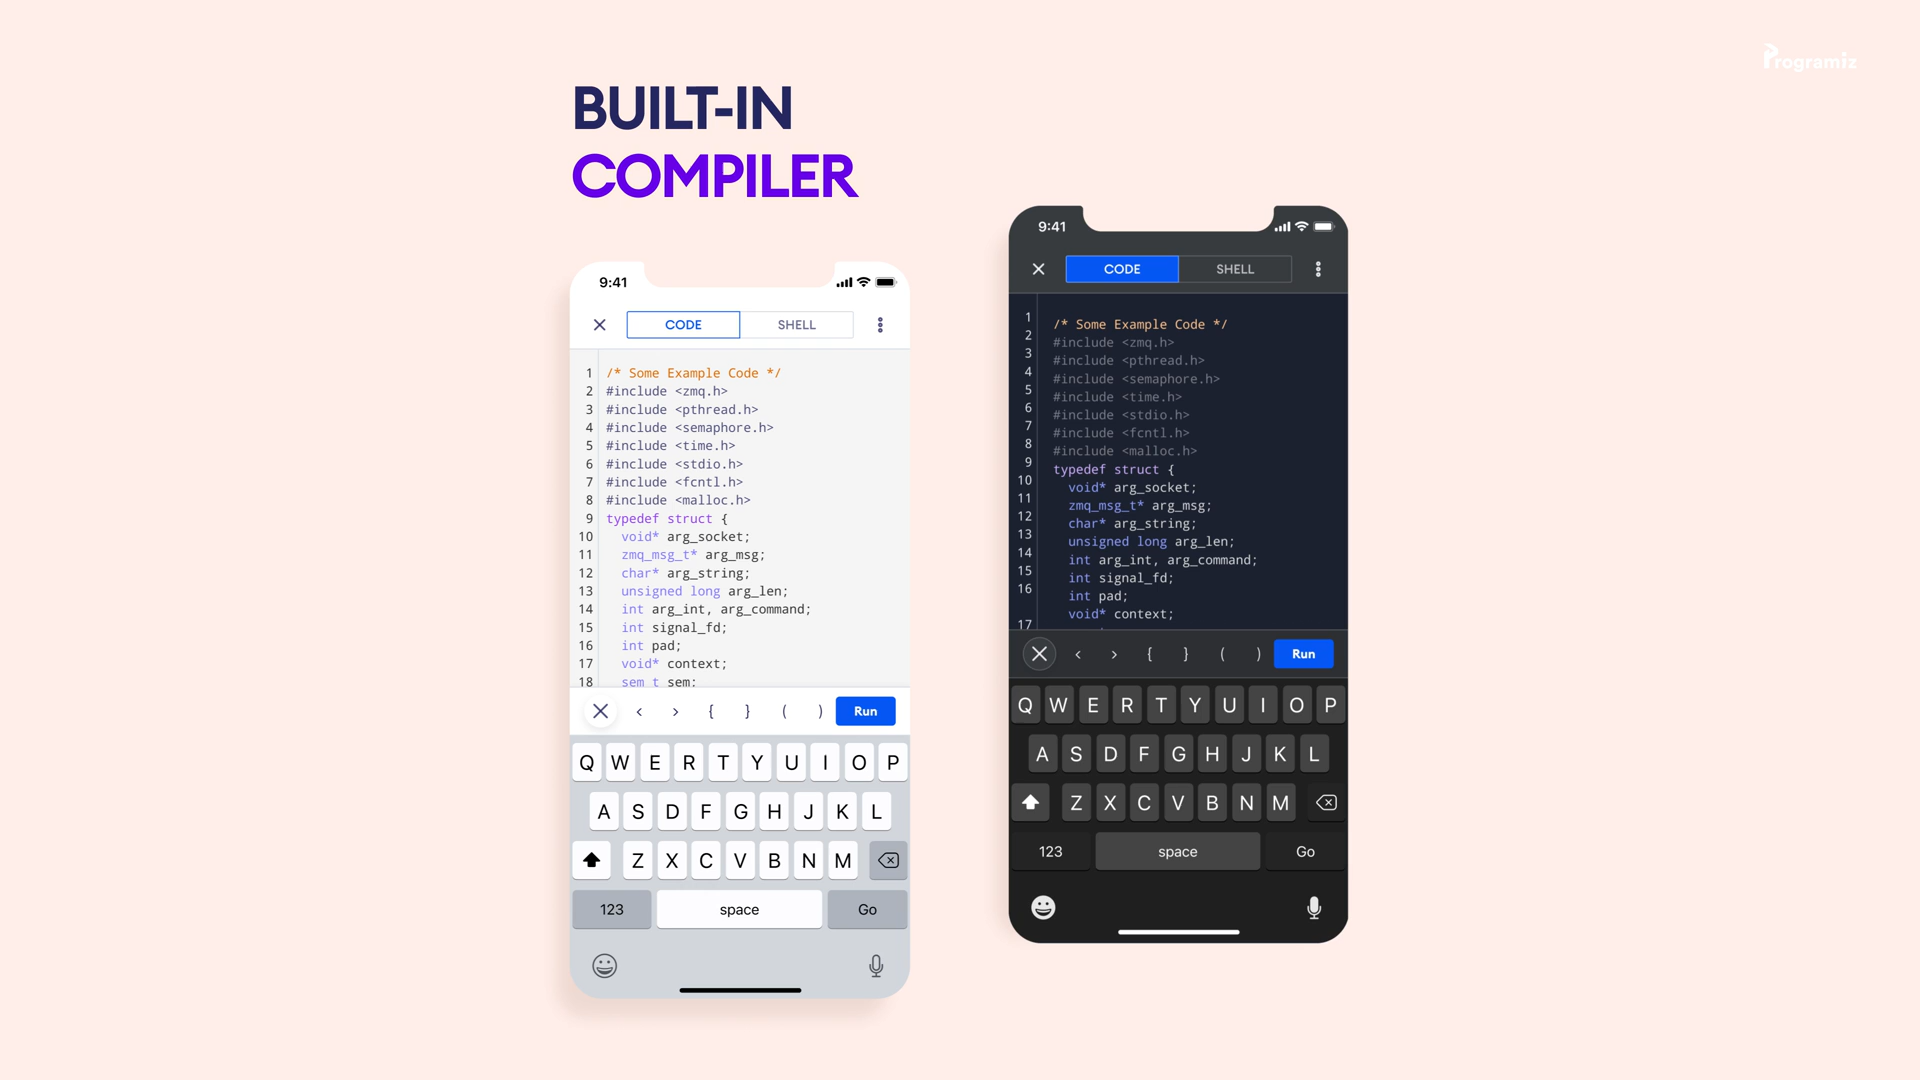 Programiz
BUILT-IN
COMPILER
9:41
CODE SHELL
1 /* Some Example Code */
2 #include <zmq.h>
3 #include <pthread.h>
4 #include <semaphore.h>
5 #include <time.h>
6 #include <stdio.h>
7 #include <fcntl.h>
8 #include <malloc.h>
9 typedef struct {
10 void* arg_socket;
11 zmq_msg_t* arg_msg;
12 char* arg_string;
13 unsigned long arg_len;
14 int arg_int, arg_command;
15 int signal_fd;
16 int pad;
17 void* context;
18 sem_t sem;
< > { } ( ) Run
Q W E R T Y U I O P
A S D F G H J K L
Z X C V B N M
123 space Go
9:41
CODE SHELL
1 /* Some Example Code */
2 #include <zmq.h>
3 #include <pthread.h>
4 #include <semaphore.h>
5 #include <time.h>
6 #include <stdio.h>
7 #include <fcntl.h>
8 #include <malloc.h>
9 typedef struct {
10 void* arg_socket;
11 zmq_msg_t* arg_msg;
12 char* arg_string;
13 unsigned long arg_len;
14 int arg_int, arg_command;
15 int signal_fd;
16 int pad;
void* context;
17
< > { } ( ) Run
Q W E R T Y U I O P
A S D F G H J K L
Z X C V B N M
123 space Go